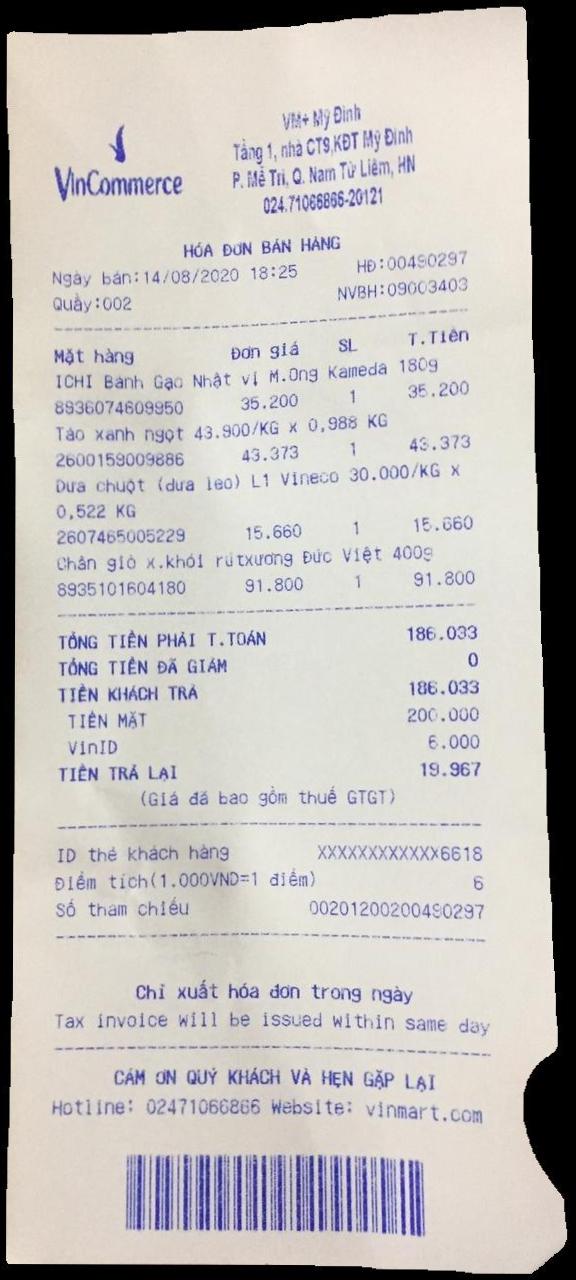 VinCommerce
VM+ Mỹ Đình
Tầng 1, nhà CT9,KĐT Mỹ Đình
P. Mễ Trì, Q. Nam Từ Liêm, HN
024.71066866-20121
HÓA ĐƠN BÁN HÀNG
Ngày bán:14/08/2020 18:25 HĐ:00490297
Quầy:002 NVBH:09003403
Mặt hàng Đơn giá SL T.Tiền
ICHI Bánh Gạo Nhật vị M.Ong Kameda 180g
8936074609950 35.200 1 35.200
Táo xanh ngọt 43.900/KG x 0,988 KG
2600159009886 43.373 1 43.373
Dưa chuột (dưa leo) L1 Vineco 30.000/KG x
0,522 KG
2607465005229 15.660 1 15.660
Chân giò x.khói rútxương Đức Việt 400g
8935101604180 91.800 1 91.800
TỔNG TIỀN PHẢI T.TOÁN 186.033
TỔNG TIỀN ĐÃ GIẢM 0
TIỀN KHÁCH TRẢ 186.033
TIỀN MẶT 200.000
VinID 6.000
TIỀN TRẢ LẠI 19.967
(Giá đã bao gồm thuế GTGT)
ID thẻ khách hàng XXXXXXXXXXXX6618
Điểm tích(1.000VND=1 điểm) 6
Số tham chiếu 00201200200490297
Chỉ xuất hóa đơn trong ngày
Tax invoice will be issued within same day
CẢM ƠN QUÝ KHÁCH VÀ HẸN GẶP LẠI
Hotline: 02471066866 Website: vinmart.com